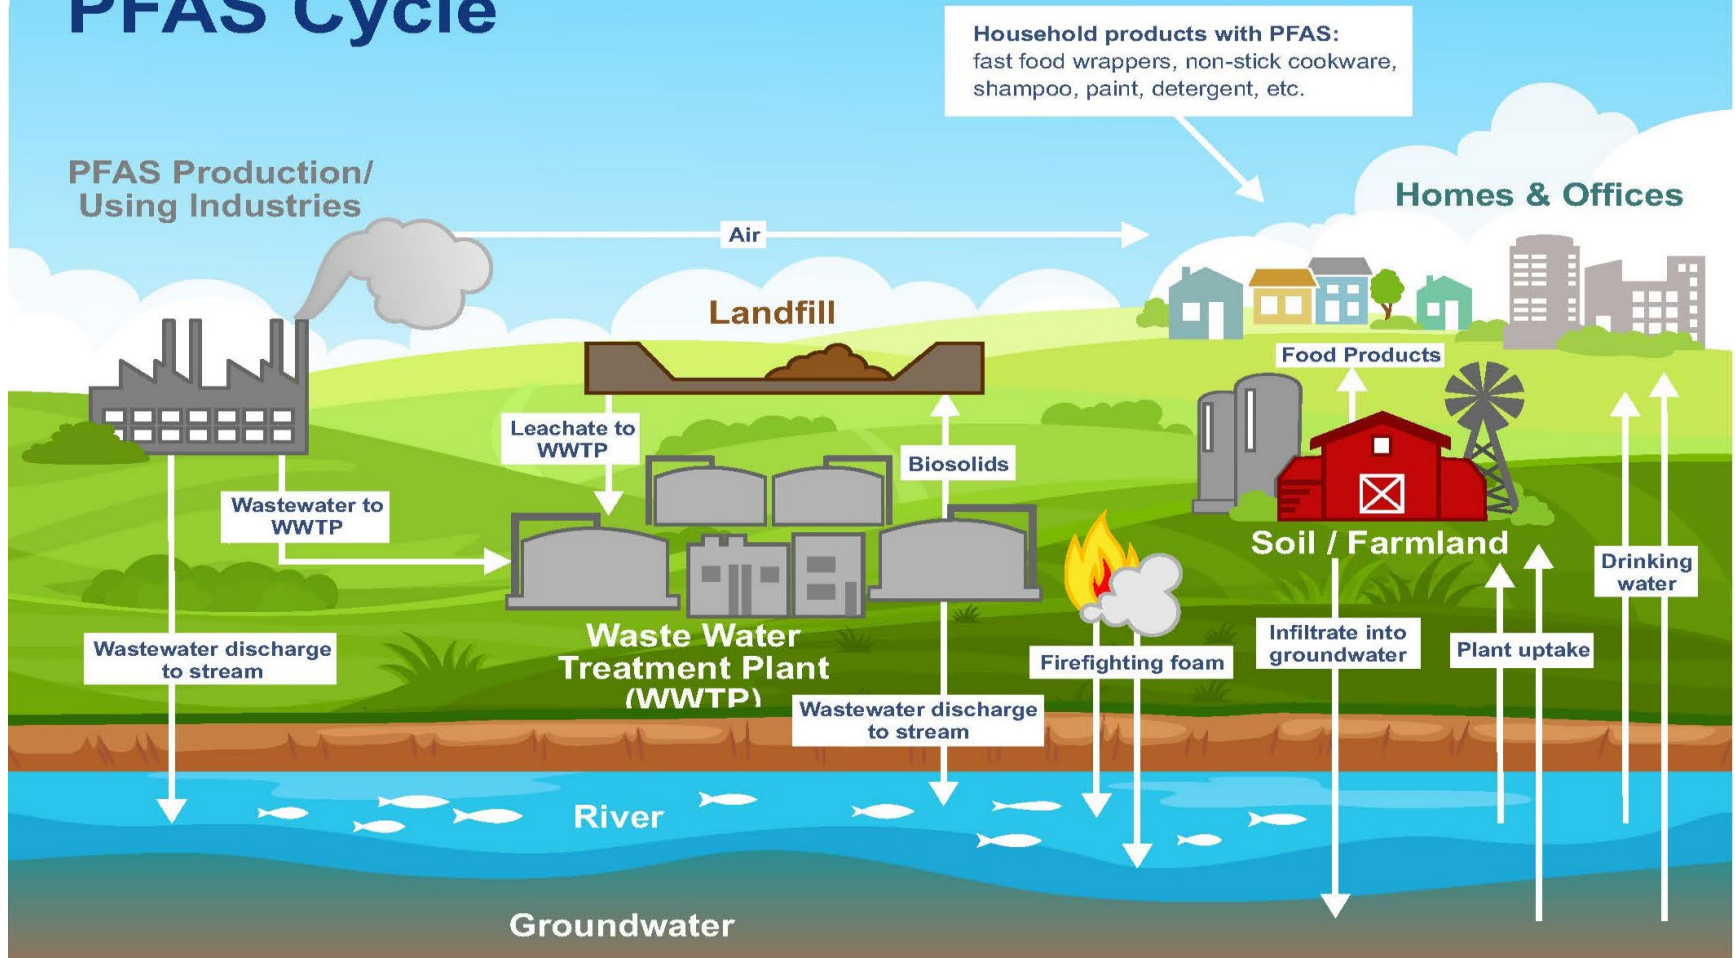 PFAS Cycle
Household products with PFAS:
fast food wrappers, non-stick cookware,
shampoo, paint, detergent, etc.
PFAS Production/
Using Industries
Homes & Offices
Air
Landfill
Food Products
Leachate to
WWTP
Biosolids
Wastewater to
WWTP
Soil / Farmland
Drinking
water
Waste Water
Treatment Plant
(WWTP)
Wastewater discharge
to stream
Firefighting foam
Infiltrate into
groundwater
Plant uptake
Wastewater discharge
to stream
River
Groundwater